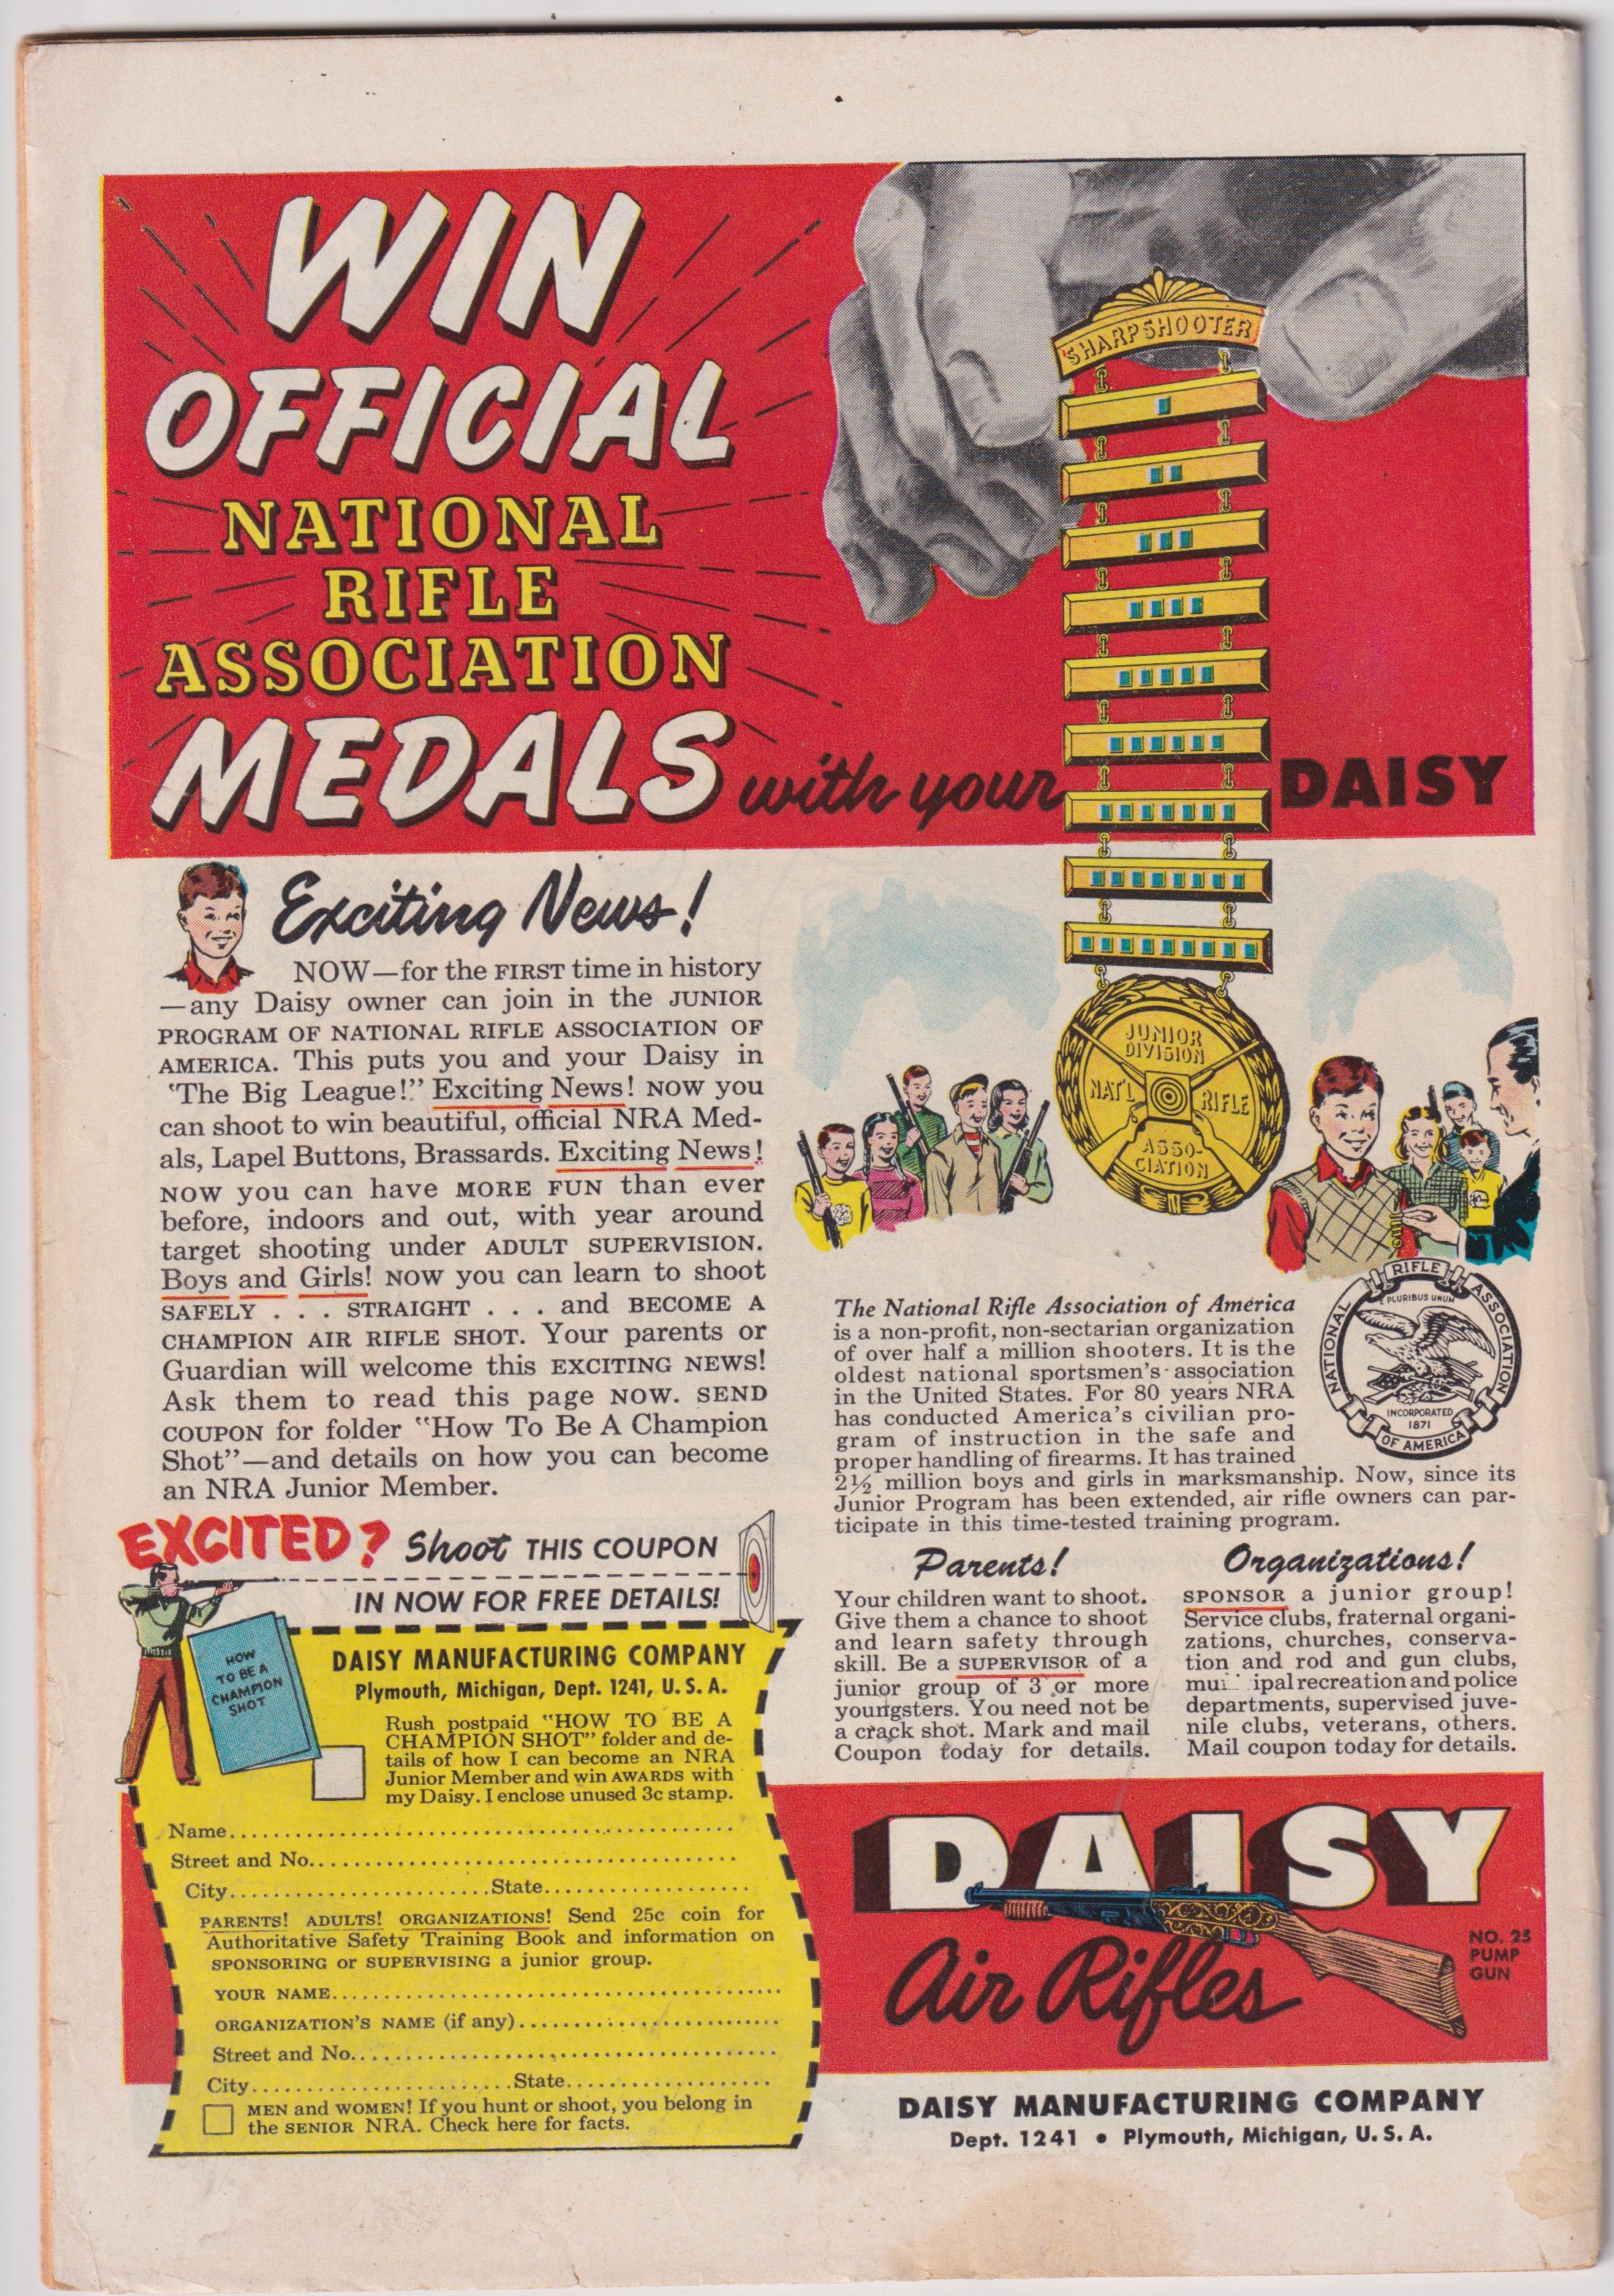 WIN
OFFICIAL
NATIONAL
RIFLE
ASSOCIATION
MEDALS with your DAISY
SHARPSHOOTER
JUNIOR
DIVISION
NAT'L RIFLE
ASSO-
CIATION
Exciting News!
NOW—for the FIRST time in history
—any Daisy owner can join in the JUNIOR
PROGRAM OF NATIONAL RIFLE ASSOCIATION OF
AMERICA. This puts you and your Daisy in
"The Big League!" Exciting News! NOW you
can shoot to win beautiful, official NRA Med-
als, Lapel Buttons, Brassards. Exciting News!
NOW you can have MORE FUN than ever
before, indoors and out, with year around
target shooting under ADULT SUPERVISION.
Boys and Girls! NOW you can learn to shoot
SAFELY . . . STRAIGHT . . . and BECOME A
CHAMPION AIR RIFLE SHOT. Your parents or
Guardian will welcome this EXCITING NEWS!
Ask them to read this page NOW. SEND
COUPON for folder "How To Be A Champion
Shot"—and details on how you can become
an NRA Junior Member.
The National Rifle Association of America
is a non-profit, non-sectarian organization
of over half a million shooters. It is the
oldest national sportsmen's association
in the United States. For 80 years NRA
has conducted America's civilian pro-
gram of instruction in the safe and
proper handling of firearms. It has trained
2½ million boys and girls in marksmanship. Now, since its
Junior Program has been extended, air rifle owners can par-
ticipate in this time-tested training program.
NATIONAL RIFLE ASSOCIATION
E PLURIBUS UNUM
INCORPORATED
1871
OF AMERICA
Parents!
Your children want to shoot.
Give them a chance to shoot
and learn safety through
skill. Be a SUPERVISOR of a
junior group of 3 or more
youngsters. You need not be
a crack shot. Mark and mail
Coupon today for details.
Organizations!
SPONSOR a junior group!
Service clubs, fraternal organi-
zations, churches, conserva-
tion and rod and gun clubs,
recreation and police
departments, supervised juve-
nile clubs, veterans, others.
Mail coupon today for details.
EXCITED? Shoot THIS COUPON
IN NOW FOR FREE DETAILS!
HOW
TO BE A
CHAMPION
SHOT
DAISY MANUFACTURING COMPANY
Plymouth, Michigan, Dept. 1241, U. S. A.
Rush postpaid "HOW TO BE A
CHAMPION SHOT" folder and de-
tails of how I can become an NRA
Junior Member and win AWARDS with
my Daisy. I enclose unused 3c stamp.
Name
Street and No.
City State
PARENTS! ADULTS! ORGANIZATIONS! Send 25c coin for
Authoritative Safety Training Book and information on
SPONSORING or SUPERVISING a junior group.
YOUR NAME
ORGANIZATION'S NAME (if any)
Street and No.
City State
MEN and WOMEN! If you hunt or shoot, you belong in
the SENIOR NRA. Check here for facts.
DAISY
Air Rifles
NO. 25
PUMP
GUN
DAISY MANUFACTURING COMPANY
Dept. 1241 • Plymouth, Michigan, U. S. A.